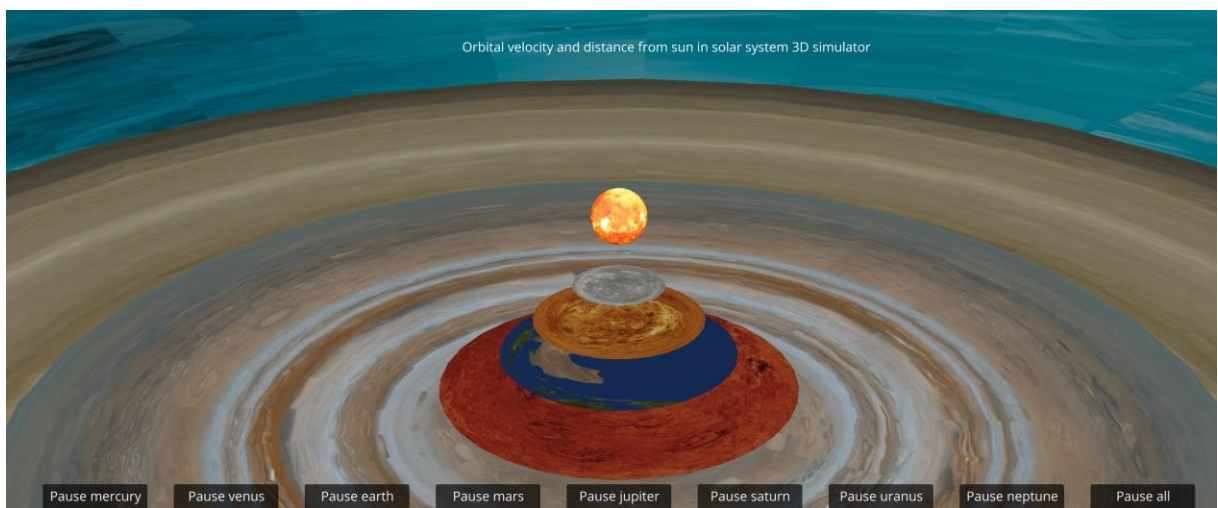 Orbital velocity and distance from sun in solar system 3D simulator
Pause mercury
Pause venus
Pause earth
Pause mars
Pause jupiter
Pause saturn
Pause uranus
Pause neptune
Pause all